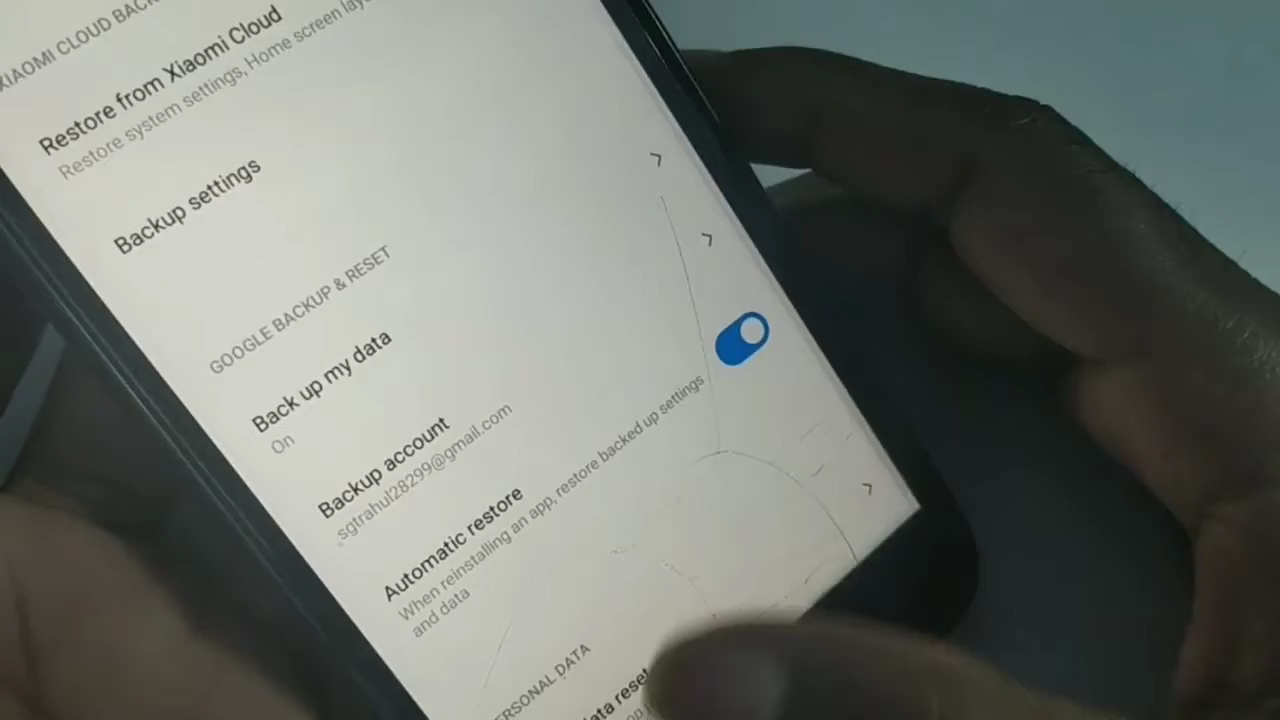 XIAOMI CLOUD BACK
Restore from Xiaomi Cloud
Restore system settings, Home screen lay
Backup settings
GOOGLE BACKUP & RESET
Back up my data
On
Backup account
sgtrahul28299@gmail.com
Automatic restore
When reinstalling an app, restore backed up settings
and data
ERSONAL DATA
data reset